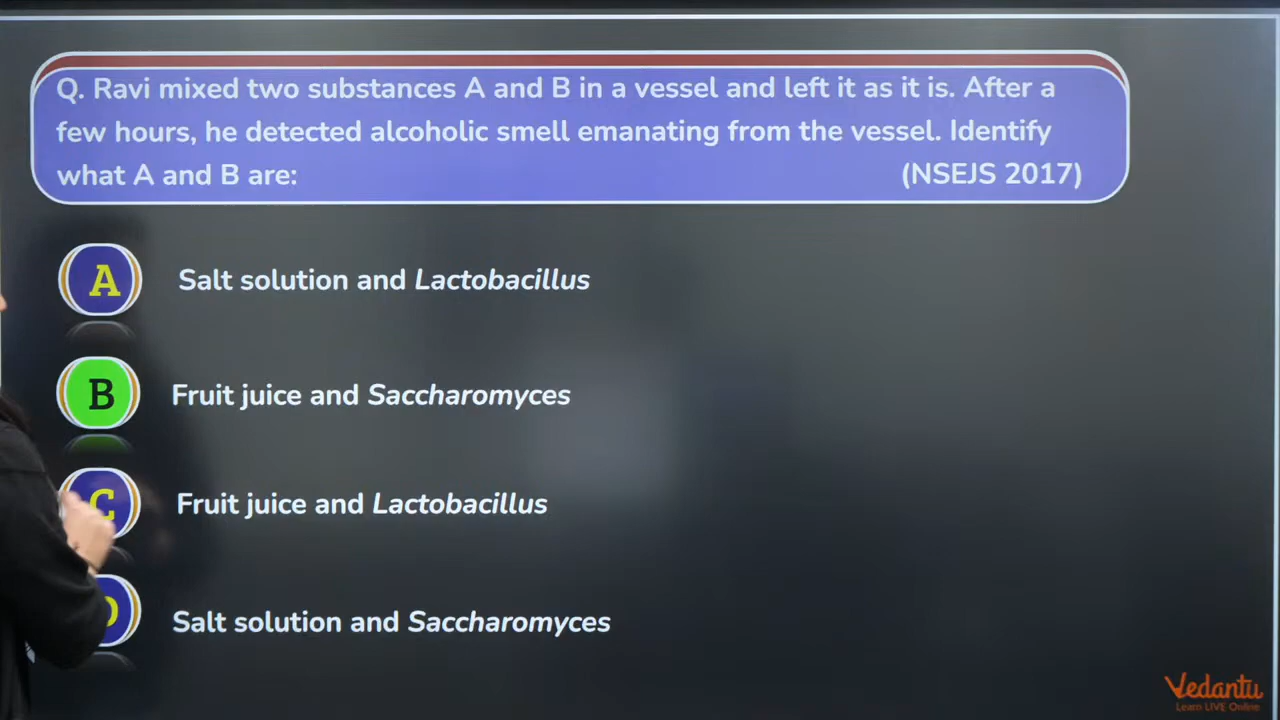 Q. Ravi mixed two substances A and B in a vessel and left it as it is. After a
few hours, he detected alcoholic smell emanating from the vessel. Identify
what A and B are: (NSEJS 2017)
A Salt solution and Lactobacillus
B Fruit juice and Saccharomyces
C Fruit juice and Lactobacillus
D Salt solution and Saccharomyces
Vedantu
Learn LIVE Online